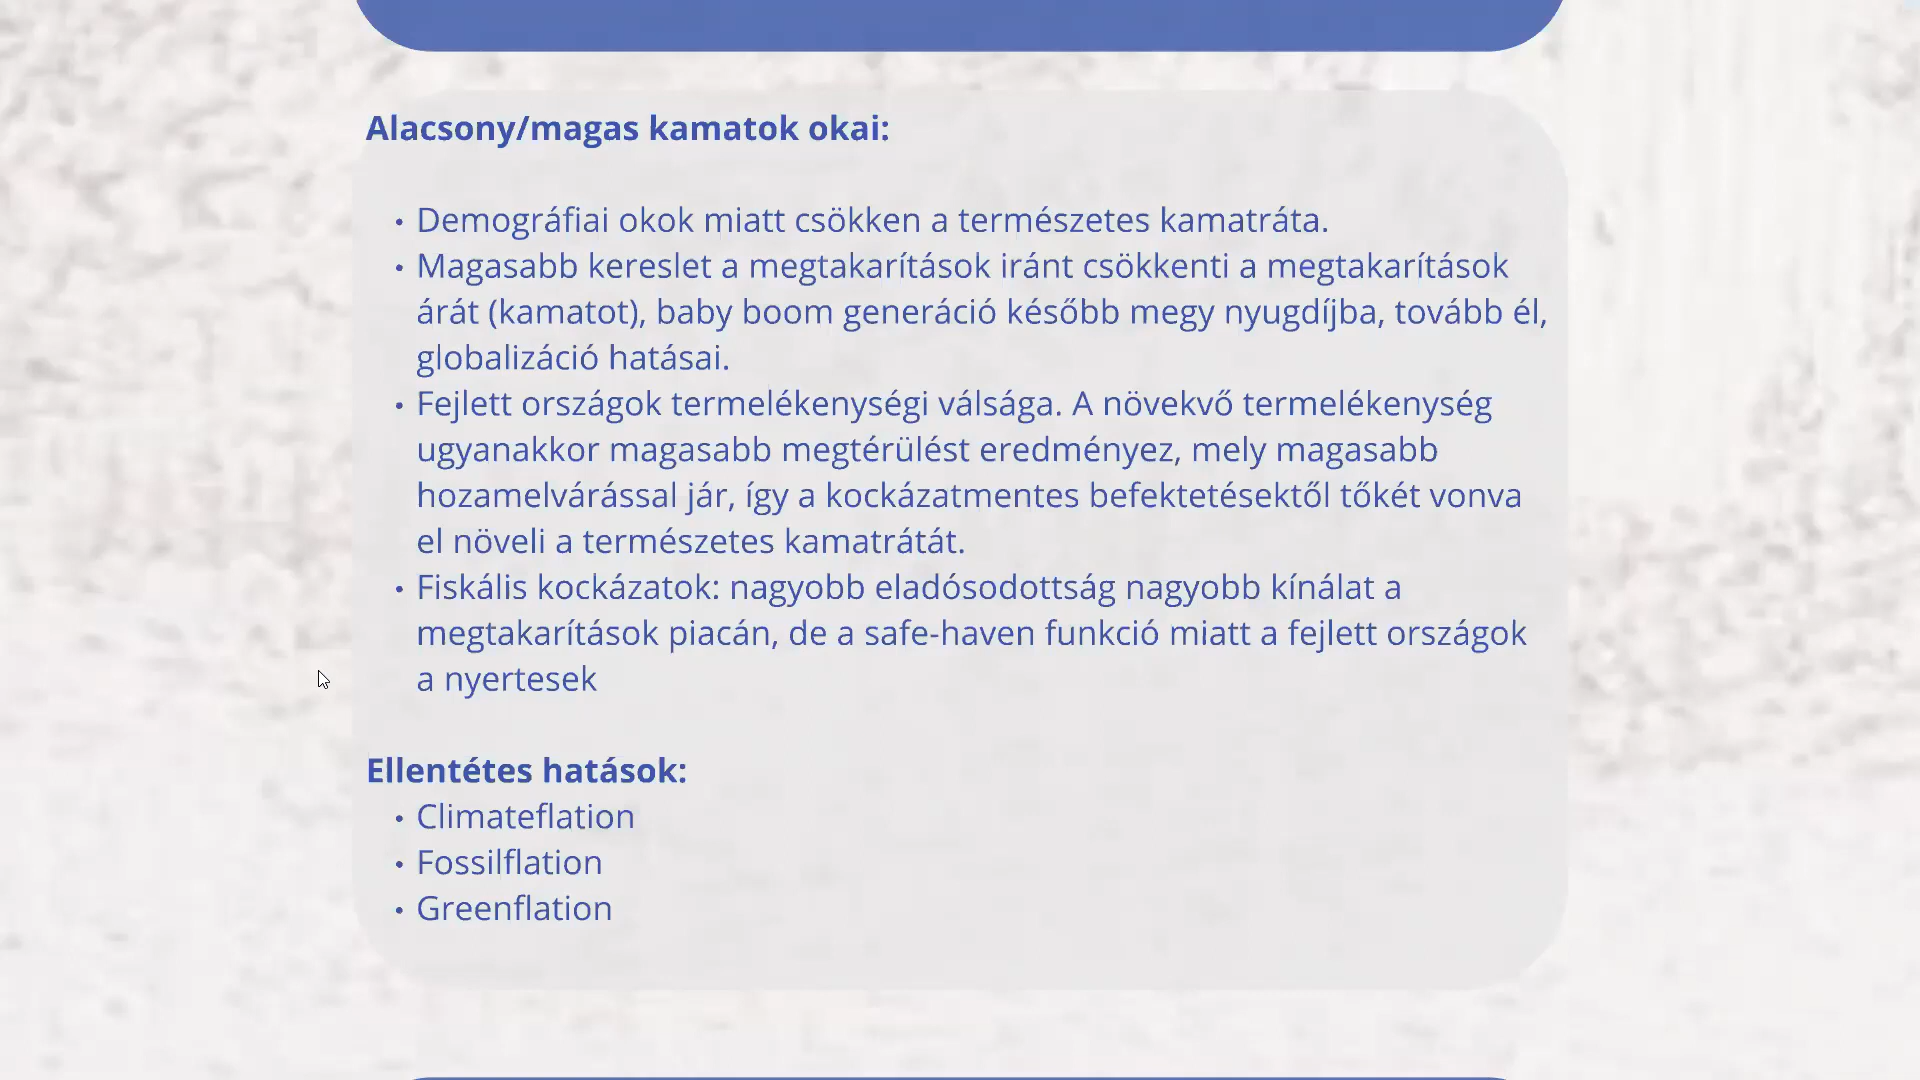 Alacsony/magas kamatok okai:
• Demográfiai okok miatt csökken a természetes kamatráta.
• Magasabb kereslet a megtakarítások iránt csökkenti a megtakarítások
árát (kamatot), baby boom generáció később megy nyugdíjba, tovább él,
globalizáció hatásai.
• Fejlett országok termelékenységi válsága. A növekvő termelékenység
ugyanakkor magasabb megtérülést eredményez, mely magasabb
hozamelvárással jár, így a kockázatmentes befektetésektől tőkét vonva
el növeli a természetes kamatrátát.
• Fiskális kockázatok: nagyobb eladósodottság nagyobb kínálat a
megtakarítások piacán, de a safe-haven funkció miatt a fejlett országok
a nyertesek
Ellentétes hatások:
• Climateflation
• Fossilflation
• Greenflation